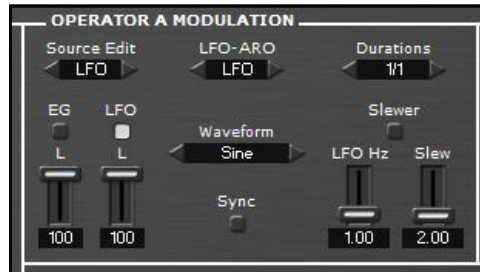 OPERATOR A MODULATION
Source Edit LFO-ARO Durations
LFO LFO 1/1
EG LFO Slewer
Waveform
L L Sine LFO Hz Slew
Sync
100 100 1.00 2.00